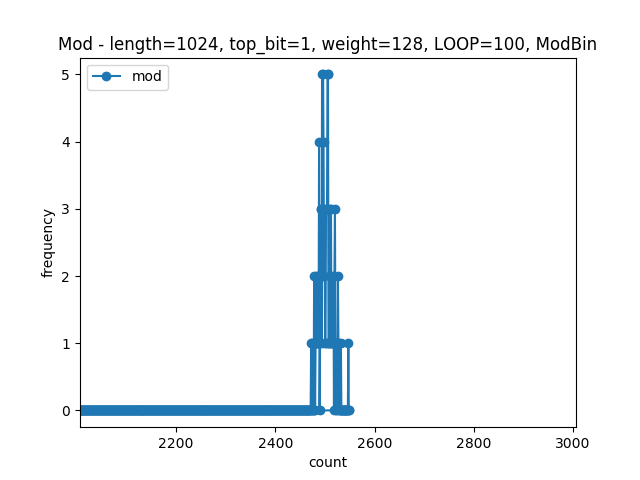 Mod - length=1024, top_bit=1, weight=128, LOOP=100, ModBin
mod
5
4
3
2
1
0
frequency
2200 2400 2600 2800 3000
count